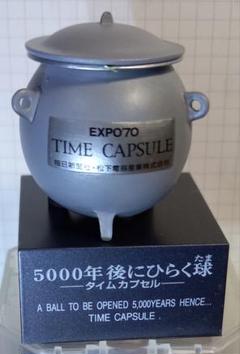 EXPO'70
TIME CAPSULE
毎日新聞社・松下電器産業株式会社
5000年後にひらく球たま
—タイムカプセル—
A BALL TO BE OPENED 5,000YEARS HENCE...
TIME CAPSULE .